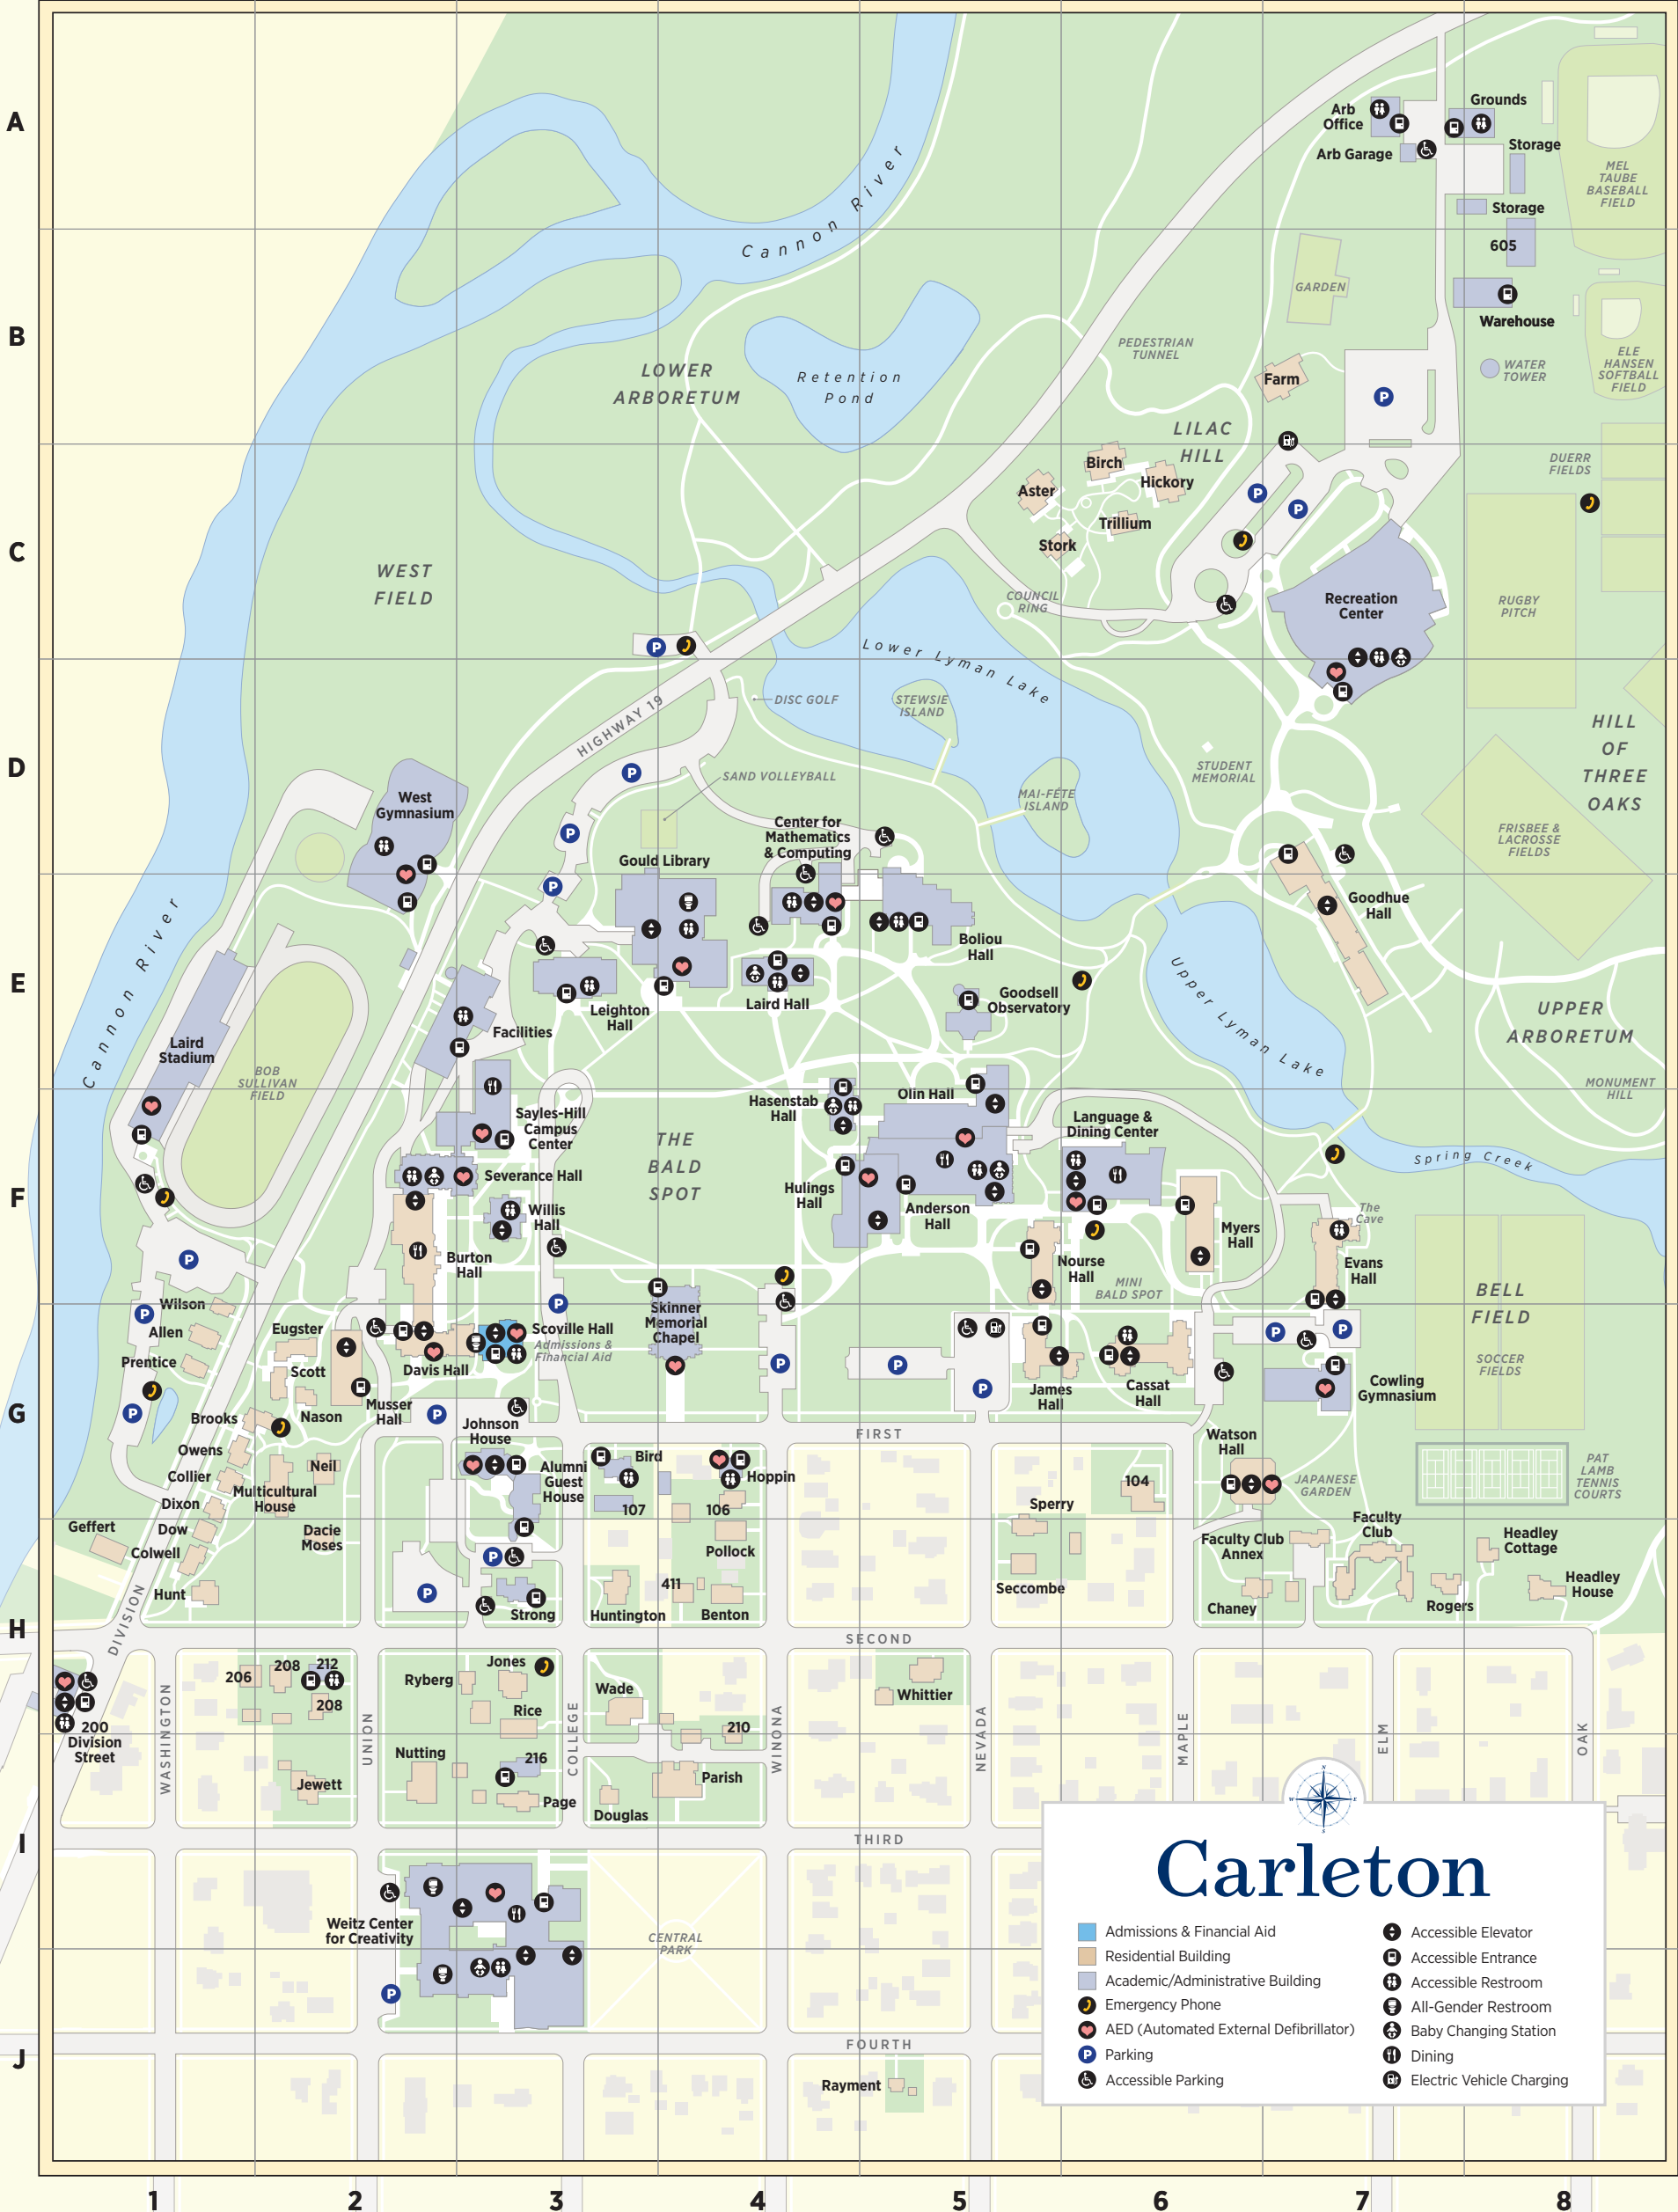 A
B
C
D
E
F
G
H
I
J
1
2
3
4
5
6
7
8
Cannon River
Arb
Office
Arb Garage
Grounds
Storage
Storage
605
MEL
TAUBE
BASEBALL
FIELD
GARDEN
Warehouse
WATER
TOWER
ELE
HANSEN
SOFTBALL
FIELD
PEDESTRIAN
TUNNEL
Farm
P
LOWER
ARBORETUM
Retention
Pond
LILAC
HILL
Birch
Aster
Hickory
Trillium
Stork
P
P
DUERR
FIELDS
WEST
FIELD
COUNCIL
RING
Recreation
Center
RUGBY
PITCH
P
Lower Lyman Lake
HIGHWAY 19
DISC GOLF
STEWSIE
ISLAND
P
SAND VOLLEYBALL
MAI-FÊTE
ISLAND
STUDENT
MEMORIAL
HILL
OF
THREE
OAKS
West
Gymnasium
P
P
Center for
Mathematics
& Computing
Gould Library
FRISBEE &
LACROSSE
FIELDS
Goodhue
Hall
Cannon River
Boliou
Hall
Leighton
Hall
Laird Hall
Goodsell
Observatory
Upper Lyman Lake
UPPER
ARBORETUM
Facilities
Laird
Stadium
BOB
SULLIVAN
FIELD
MONUMENT
HILL
Sayles-Hill
Campus
Center
Hasenstab
Hall
Olin Hall
Language &
Dining Center
THE
BALD
SPOT
Severance Hall
Spring Creek
Hulings
Hall
Anderson
Hall
Willis
Hall
The
Cave
Burton
Hall
Myers
Hall
Nourse
Hall
MINI
BALD SPOT
Evans
Hall
BELL
FIELD
P
P
P
Wilson
Allen
Prentice
Eugster
Scott
Nason
Davis Hall
Musser
Hall
Scoville Hall
Admissions &
Financial Aid
Skinner
Memorial
Chapel
P
P
P
James
Hall
Cassat
Hall
P
P
Cowling
Gymnasium
SOCCER
FIELDS
P
P
Brooks
Owens
Collier
Dixon
Dow
Colwell
Hunt
Geffert
Neil
Multicultural
House
Dacie
Moses
Johnson
House
Alumni
Guest
House
FIRST
Bird
107
Hoppin
106
Pollock
411
Huntington
Benton
P
P
Strong
Sperry
Seccombe
104
Watson
Hall
JAPANESE
GARDEN
PAT
LAMB
TENNIS
COURTS
Faculty Club
Annex
Faculty
Club
Chaney
Rogers
Headley
Cottage
Headley
House
DIVISION
SECOND
200
Division
Street
WASHINGTON
206
208
212
208
Jewett
UNION
Ryberg
Jones
Rice
Nutting
216
Page
COLLEGE
Wade
210
Parish
Douglas
WINONA
Whittier
NEVADA
MAPLE
ELM
OAK
THIRD
Weitz Center
for Creativity
P
CENTRAL
PARK
FOURTH
Rayment
N
E
S
W
Carleton
Admissions & Financial Aid
Residential Building
Academic/Administrative Building
Emergency Phone
AED (Automated External Defibrillator)
P Parking
Accessible Parking
Accessible Elevator
Accessible Entrance
Accessible Restroom
All-Gender Restroom
Baby Changing Station
Dining
Electric Vehicle Charging